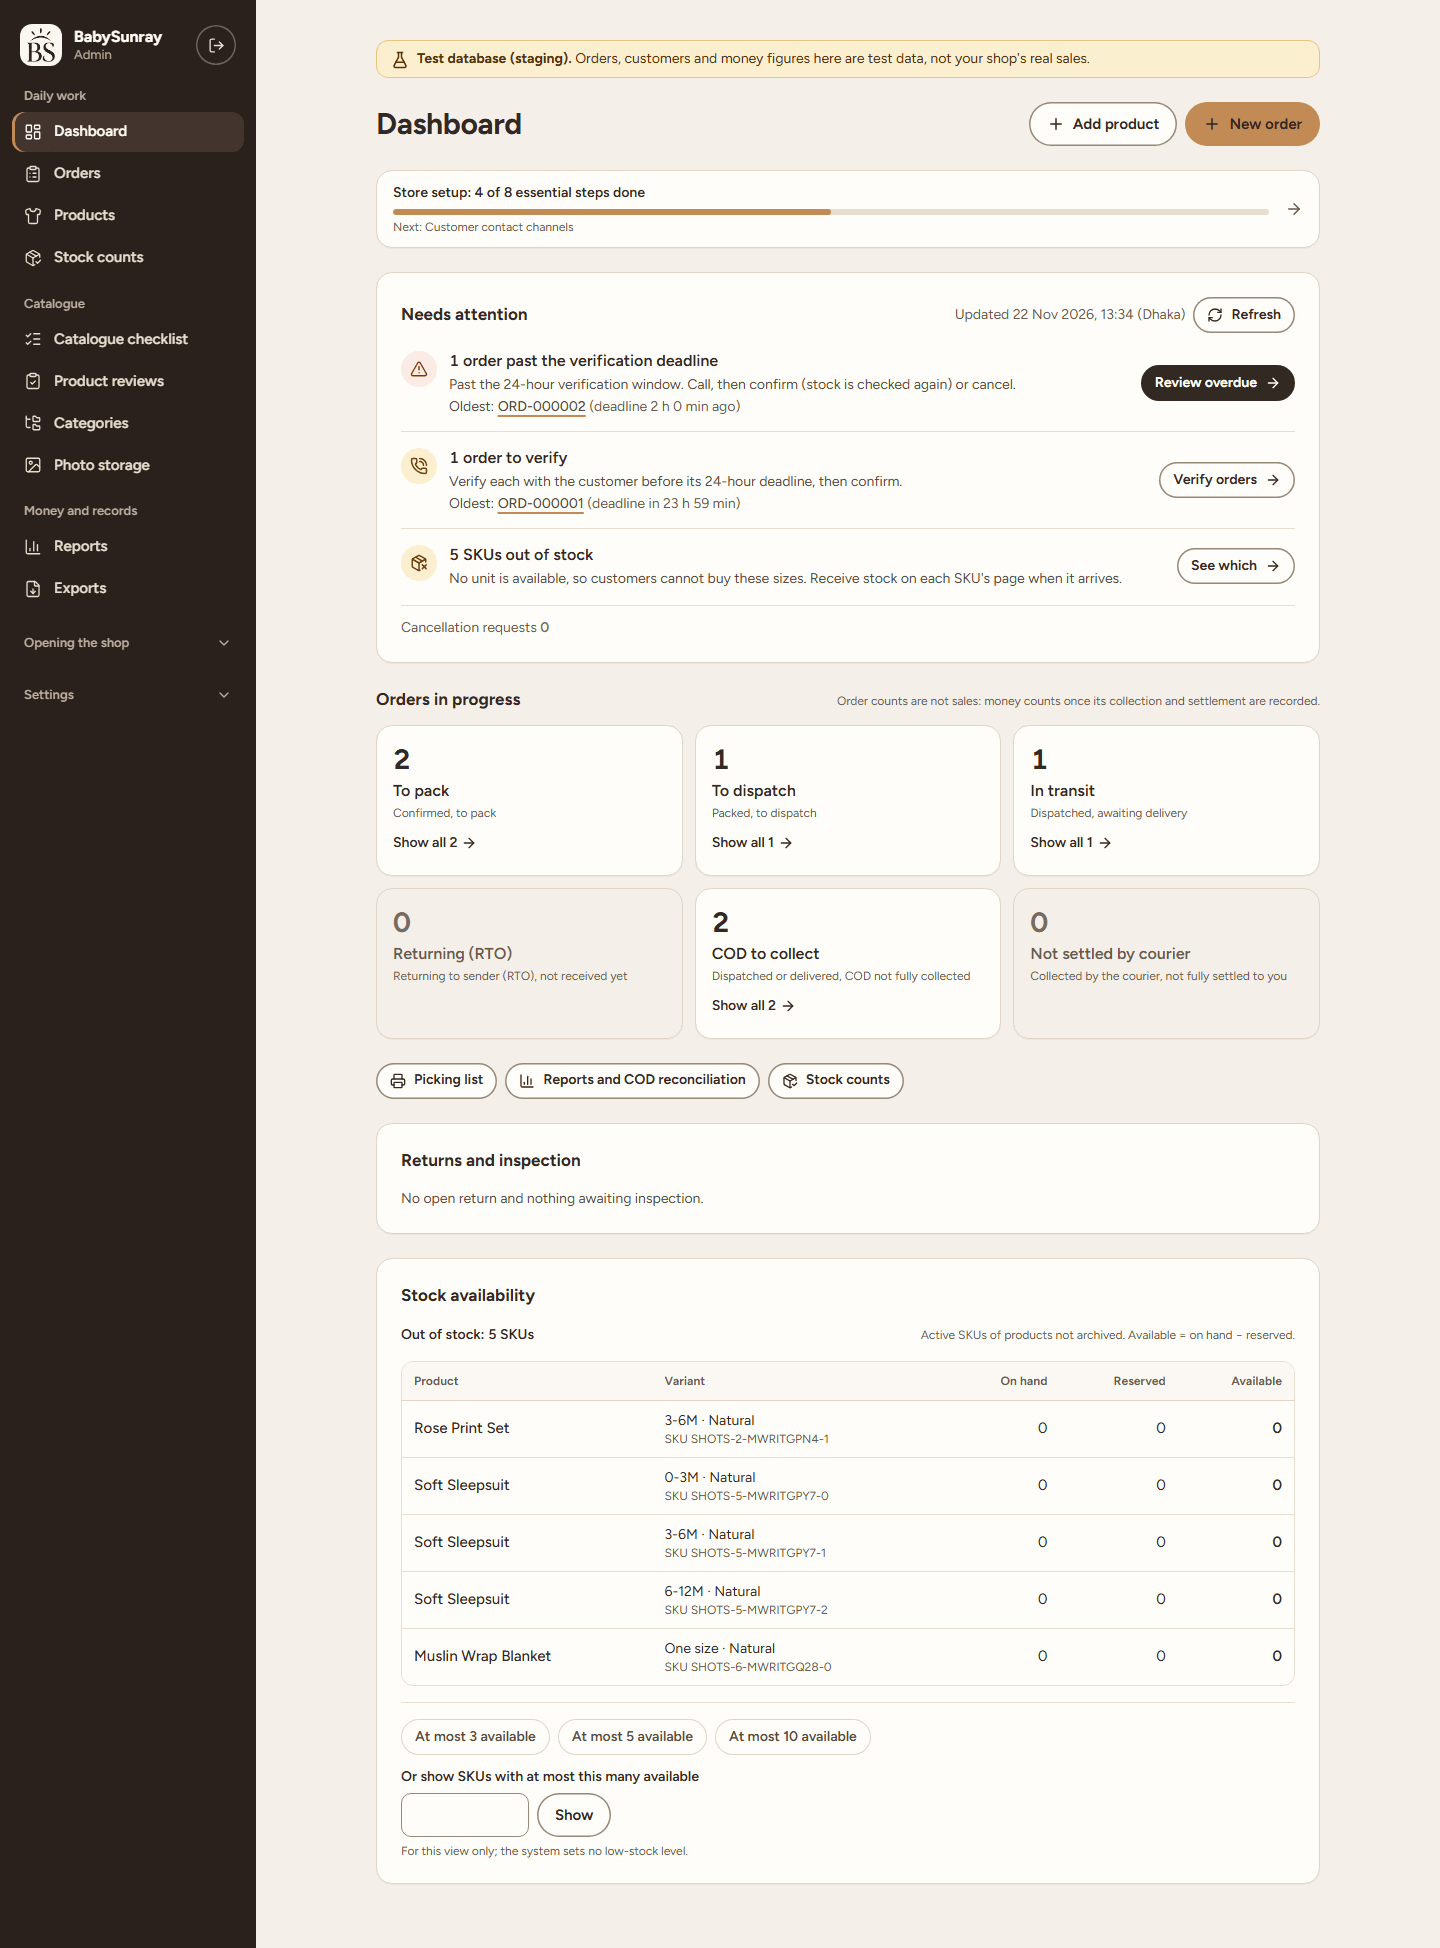 BS
BabySunray
Admin
Daily work
Dashboard
Orders
Products
Stock counts
Catalogue
Catalogue checklist
Product reviews
Categories
Photo storage
Money and records
Reports
Exports
Opening the shop
Settings
Test database (staging). Orders, customers and money figures here are test data, not your shop's real sales.
Dashboard
Add product
New order
Store setup: 4 of 8 essential steps done
Next: Customer contact channels
Needs attention
Updated 22 Nov 2026, 13:34 (Dhaka)
Refresh
1 order past the verification deadline
Past the 24-hour verification window. Call, then confirm (stock is checked again) or cancel.
Oldest: ORD-000002 (deadline 2 h 0 min ago)
Review overdue
1 order to verify
Verify each with the customer before its 24-hour deadline, then confirm.
Oldest: ORD-000001 (deadline in 23 h 59 min)
Verify orders
5 SKUs out of stock
No unit is available, so customers cannot buy these sizes. Receive stock on each SKU's page when it arrives.
See which
Cancellation requests 0
Orders in progress
Order counts are not sales: money counts once its collection and settlement are recorded.
2
To pack
Confirmed, to pack
Show all 2
1
To dispatch
Packed, to dispatch
Show all 1
1
In transit
Dispatched, awaiting delivery
Show all 1
0
Returning (RTO)
Returning to sender (RTO), not received yet
2
COD to collect
Dispatched or delivered, COD not fully collected
Show all 2
0
Not settled by courier
Collected by the courier, not fully settled to you
Picking list
Reports and COD reconciliation
Stock counts
Returns and inspection
No open return and nothing awaiting inspection.
Stock availability
Out of stock: 5 SKUs
Active SKUs of products not archived. Available = on hand − reserved.
Product Variant On hand Reserved Available
Rose Print Set 3-6M · Natural 0 0 0
SKU SHOTS-2-MWRITGPN4-1
Soft Sleepsuit 0-3M · Natural 0 0 0
SKU SHOTS-5-MWRITGPY7-0
Soft Sleepsuit 3-6M · Natural 0 0 0
SKU SHOTS-5-MWRITGPY7-1
Soft Sleepsuit 6-12M · Natural 0 0 0
SKU SHOTS-5-MWRITGPY7-2
Muslin Wrap Blanket One size · Natural 0 0 0
SKU SHOTS-6-MWRITGQ28-0
At most 3 available
At most 5 available
At most 10 available
Or show SKUs with at most this many available
Show
For this view only; the system sets no low-stock level.